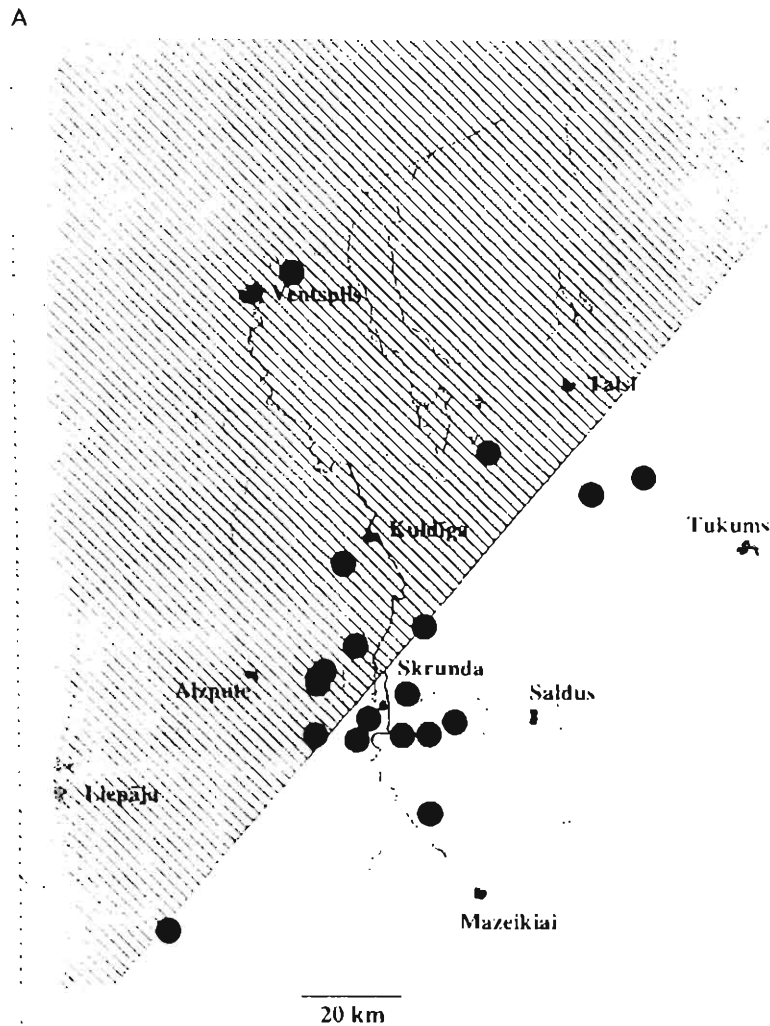 A
Ventspils
Talsi
Tukums
Kuldīga
Skrunda
Aizpute
Saldus
Liepāja
Mazeikiai
20 km